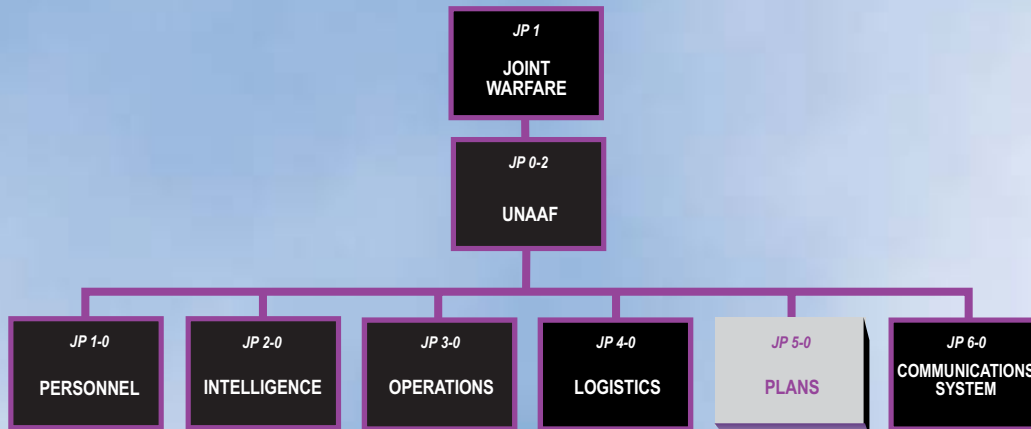 JP 1
JOINT
WARFARE
JP 0-2
UNAAF
JP 1-0
PERSONNEL
JP 2-0
INTELLIGENCE
JP 3-0
OPERATIONS
JP 4-0
LOGISTICS
JP 5-0
PLANS
JP 6-0
COMMUNICATIONS
SYSTEM